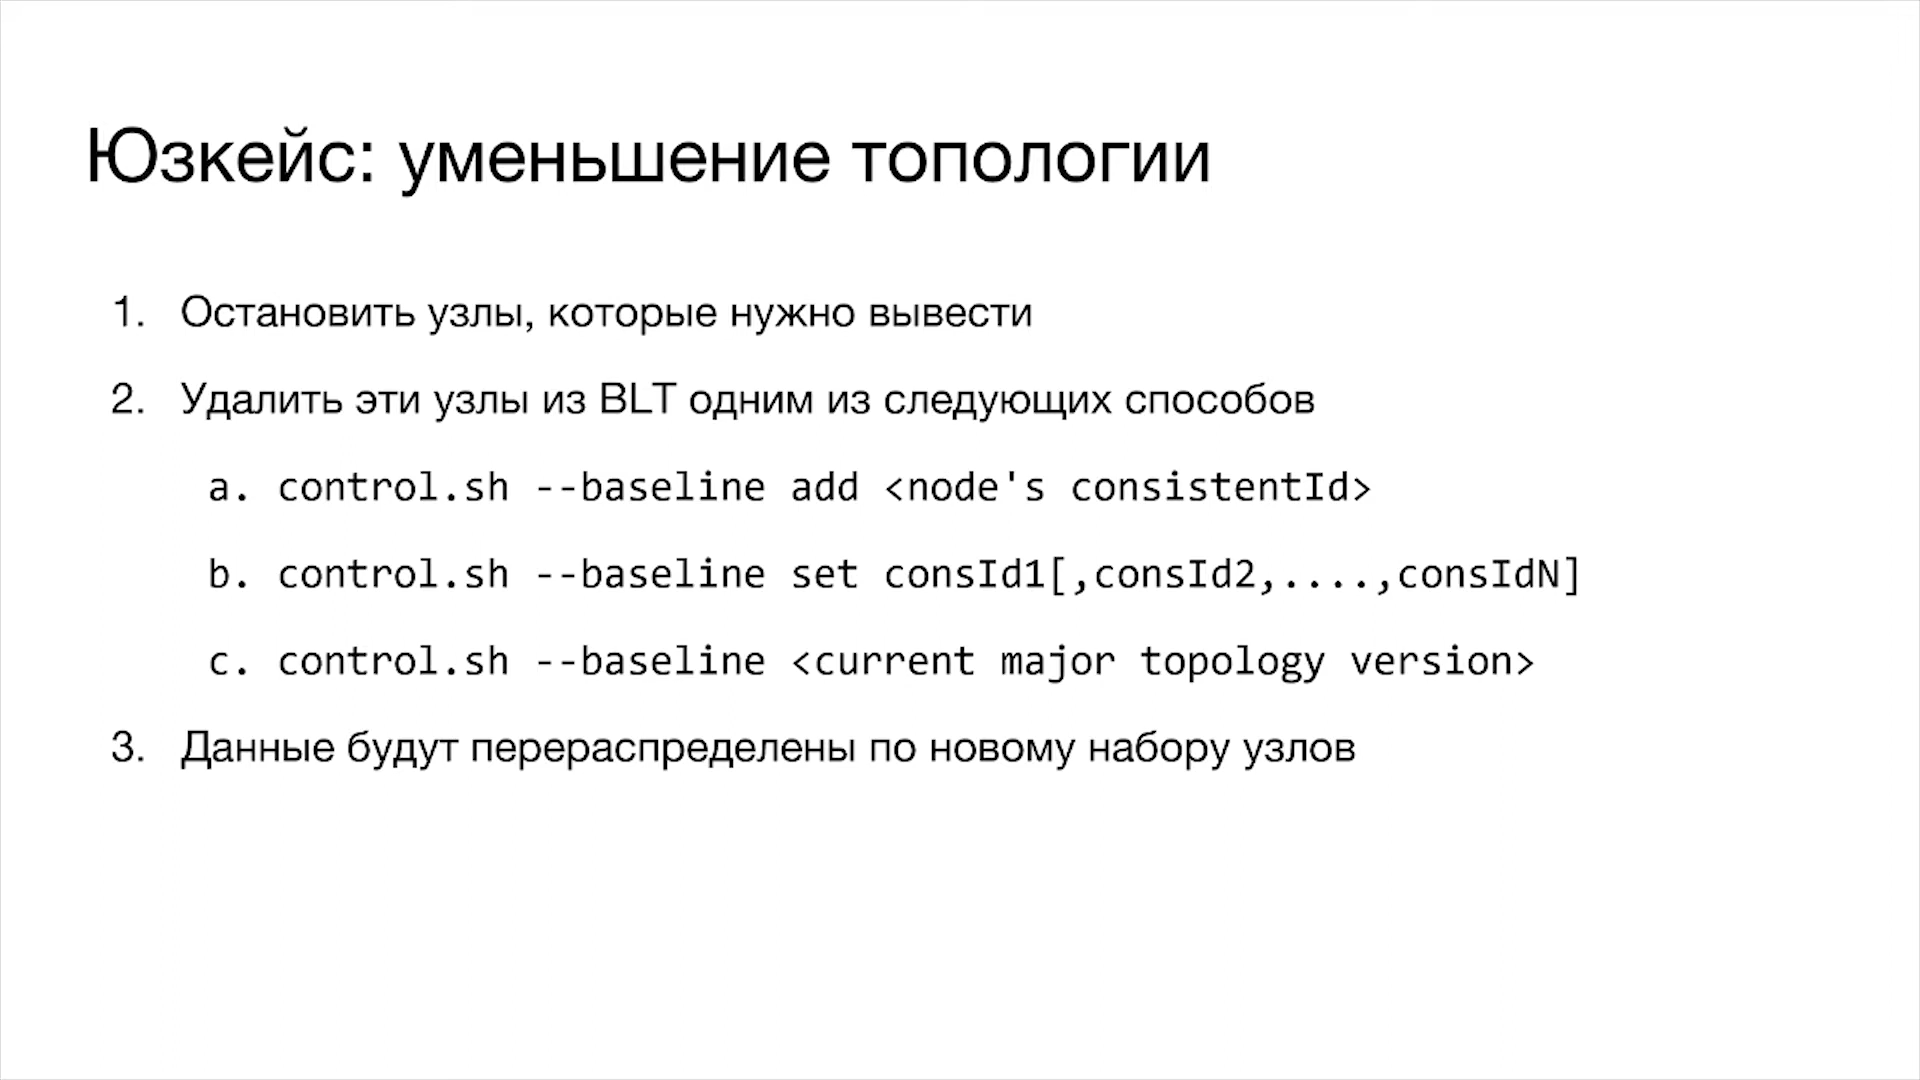 Юзкейс: уменьшение топологии
1. Остановить узлы, которые нужно вывести
2. Удалить эти узлы из BLT одним из следующих способов
a. control.sh --baseline add <node's consistentId>
b. control.sh --baseline set consId1[,consId2,....,consIdN]
c. control.sh --baseline <current major topology version>
3. Данные будут перераспределены по новому набору узлов